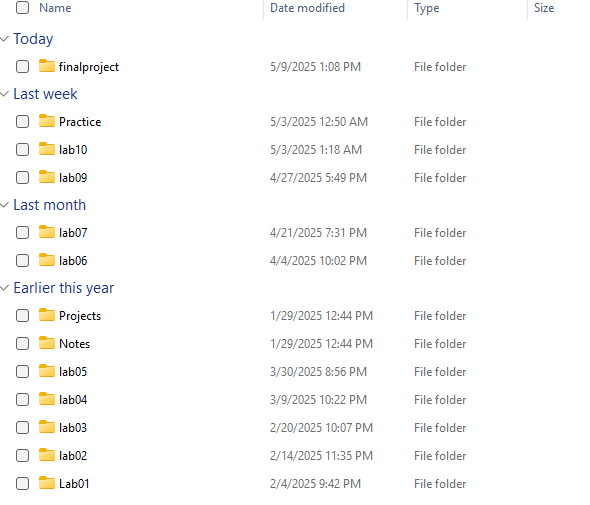 Name Date modified Type Size
Today
finalproject 5/9/2025 1:08 PM File folder
Last week
Practice 5/3/2025 12:50 AM File folder
lab10 5/3/2025 1:18 AM File folder
lab09 4/27/2025 5:49 PM File folder
Last month
lab07 4/21/2025 7:31 PM File folder
lab06 4/4/2025 10:02 PM File folder
Earlier this year
Projects 1/29/2025 12:44 PM File folder
Notes 1/29/2025 12:44 PM File folder
lab05 3/30/2025 8:56 PM File folder
lab04 3/9/2025 10:22 PM File folder
lab03 2/20/2025 10:07 PM File folder
lab02 2/14/2025 11:35 PM File folder
Lab01 2/4/2025 9:42 PM File folder